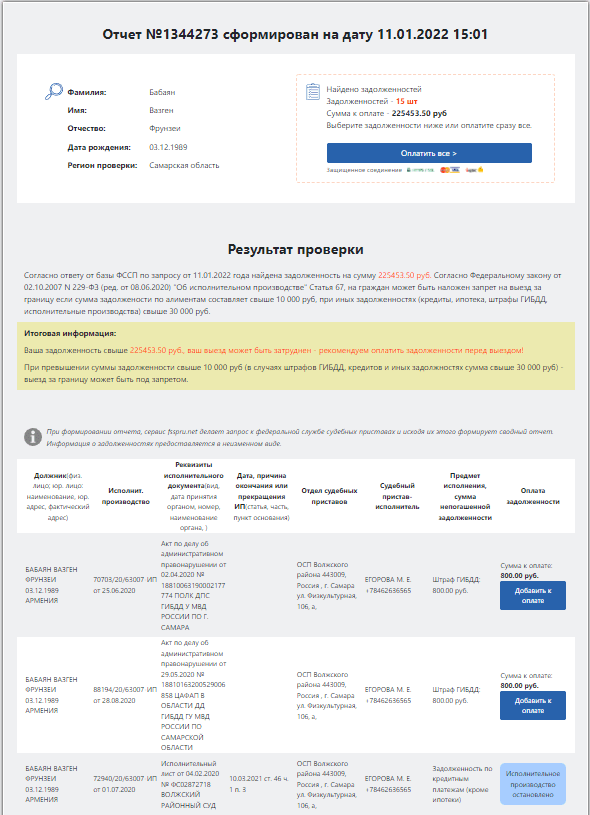 Отчет №1344273 сформирован на дату 11.01.2022 15:01
Фамилия: Бабаян
Имя: Вазген
Отчество: Фрунзеи
Дата рождения: 03.12.1989
Регион проверки: Самарская область
Найдено задолженностей
Задолженностей - 15 шт
Сумма к оплате - 225453.50 руб
Выберите задолженности ниже или оплатите сразу все.
Оплатить все >
Защищенное соединение
Результат проверки
Согласно ответу от базы ФССП по запросу от 11.01.2022 года найдена задолженность на сумму 225453.50 руб. Согласно Федеральному закону от
02.10.2007 N 229-ФЗ (ред. от 08.06.2020) "Об исполнительном производстве" Статья 67, на граждан может быть наложен запрет на выезд за
границу если сумма задолжености по алиментам составляет свыше 10 000 руб, при иных задолженностях (кредиты, ипотека, штрафы ГИБДД,
исполнительные производства) свыше 30 000 руб.
Итоговая информация:
Ваша задолженность свыше 225453.50 руб., ваш выезд может быть затруднен - рекомендуем оплатить задолженности перед выездом!
При превышении суммы задолженности свыше 10 000 руб (в случаях штрафов ГИБДД, кредитов и иных задолжностях сумма свыше 30 000 руб) -
выезд за границу может быть под запретом.
При формировании отчета, сервис fsspru.net делает запрос к федеральной службе судебных приставах и исходя их этого формирует сводный отчет.
Информация о задолженностях предоставляется в неизменном виде.
Должник(физ.
лицо; юр. лицо:
наименование, юр.
адрес, фактический
адрес)
Исполнит.
производство
Реквизиты
исполнительного
документа(вид,
дата принятия
органом, номер,
наименование
органа, )
Дата, причина
окончания или
прекращения
ИП(статья, часть,
пункт основания)
Отдел судебных
приставов
Судебный
пристав-
исполнитель
Предмет
исполнения,
сумма
непогашенной
задолженности
Оплата
задолженности
БАБАЯН ВАЗГЕН
ФРУНЗЕИ
03.12.1989
АРМЕНИЯ
70703/20/63007 ИП
от 25.06.2020
Акт по делу об
административном
правонарушении от
02.04.2020 №
18810063190002177
774 ПОЛК ДПС
ГИБДД У МВД
РОССИИ ПО Г.
САМАРА
ОСП Волжского
района 443009,
Россия , г. Самара
ул. Физкультурная,
106, а,
ЕГОРОВА М. Е.
+78462636565
Штраф ГИБДД:
800.00 руб.
Сумма к оплате:
800.00 руб.
Добавить к
оплате
БАБАЯН ВАЗГЕН
ФРУНЗЕИ
03.12.1989
АРМЕНИЯ
88194/20/63007 ИП
от 28.08.2020
Акт по делу об
административном
правонарушении от
29.05.2020 №
18810163200529006
858 ЦАФАП В
ОБЛАСТИ ДД
ГИБДД ГУ МВД
РОССИИ ПО
САМАРСКОЙ
ОБЛАСТИ
ОСП Волжского
района 443009,
Россия , г. Самара
ул. Физкультурная,
106, а,
ЕГОРОВА М. Е.
+78462636565
Штраф ГИБДД:
800.00 руб.
Сумма к оплате:
800.00 руб.
Добавить к
оплате
БАБАЯН ВАЗГЕН
ФРУНЗЕИ
03.12.1989
АРМЕНИЯ
72940/20/63007 ИП
от 01.07.2020
Исполнительный
лист от 04.02.2020
№ ФС02872718
ВОЛЖСКИЙ
РАЙОННЫЙ СУД
10.03.2021 ст. 46 ч.
1 п. 3
ОСП Волжского
района 443009,
Россия , г. Самара
ул. Физкультурная,
106, а,
ЕГОРОВА М. Е.
+78462636565
Задолженность по
кредитным
платежам (кроме
ипотеки)
Исполнительное
производство
остановлено